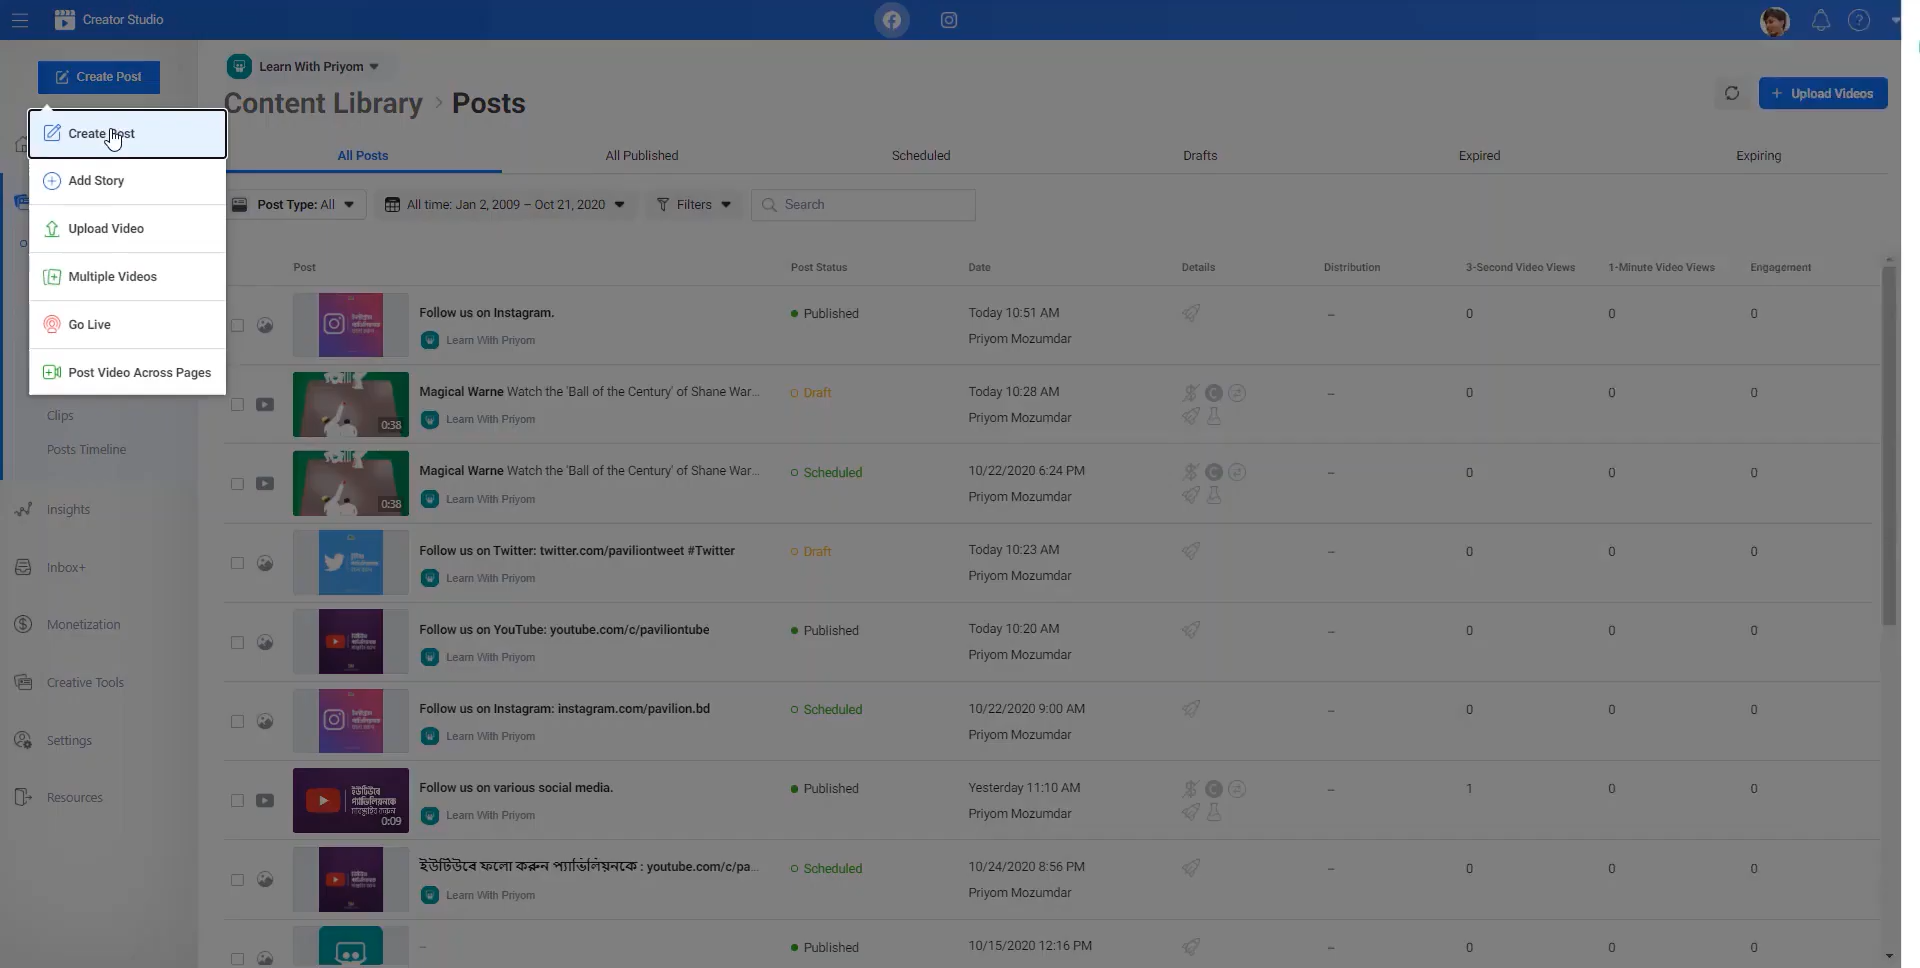 Creator Studio
Create Post
Learn With Priyom
Content Library > Posts
+ Upload Videos
Create Post
Add Story
Upload Video
Multiple Videos
Go Live
Post Video Across Pages
Clips
Posts Timeline
Insights
Inbox+
Monetization
Creative Tools
Settings
Resources
All Posts
All Published
Scheduled
Drafts
Expired
Expiring
Post Type: All
All time: Jan 2, 2009 – Oct 21, 2020
Filters
Search
Post
Post Status
Date
Details
Distribution
3-Second Video Views
1-Minute Video Views
Engagement
Follow us on Instagram.
Learn With Priyom
Published
Today 10:51 AM
Priyom Mozumdar
–
0
0
0
0:38
Magical Warne Watch the 'Ball of the Century' of Shane War...
Learn With Priyom
Draft
Today 10:28 AM
Priyom Mozumdar
–
0
0
0
0:38
Magical Warne Watch the 'Ball of the Century' of Shane War...
Learn With Priyom
Scheduled
10/22/2020 6:24 PM
Priyom Mozumdar
–
0
0
0
Follow us on Twitter: twitter.com/paviliontweet #Twitter
Learn With Priyom
Draft
Today 10:23 AM
Priyom Mozumdar
–
0
0
0
Follow us on YouTube: youtube.com/c/paviliontube
Learn With Priyom
Published
Today 10:20 AM
Priyom Mozumdar
–
0
0
0
Follow us on Instagram: instagram.com/pavilion.bd
Learn With Priyom
Scheduled
10/22/2020 9:00 AM
Priyom Mozumdar
–
0
0
0
ইউটিউবে
প্যাভিলিয়নকে
0:09
Follow us on various social media.
Learn With Priyom
Published
Yesterday 11:10 AM
Priyom Mozumdar
–
1
0
0
ইউটিউবে ফলো করুন প্যাভিলিয়নকে : youtube.com/c/pa...
Learn With Priyom
Scheduled
10/24/2020 8:56 PM
Priyom Mozumdar
–
0
0
0
–
Published
10/15/2020 12:16 PM
–
0
0
0